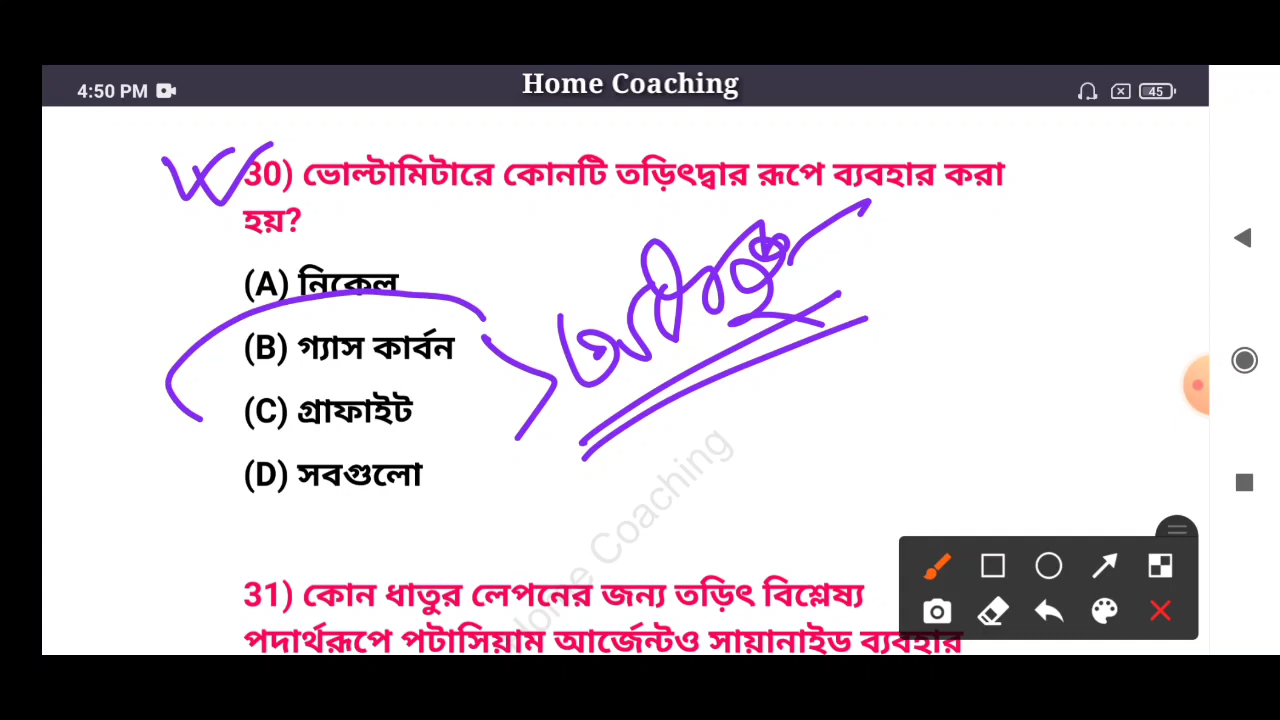 Home Coaching
4:50 PM
45
30) ভোল্টামিটারে কোনটি তড়িৎদ্বার রূপে ব্যবহার করা
হয়?
(A) নিকেল
(B) গ্যাস কার্বন
(C) গ্রাফাইট
(D) সবগুলো
Home Coaching
31) কোন ধাতুর লেপনের জন্য তড়িৎ বিশ্লেষ্য
পদার্থরূপে পটাসিয়াম আর্জেন্টও সায়ানাইড ব্যবহার